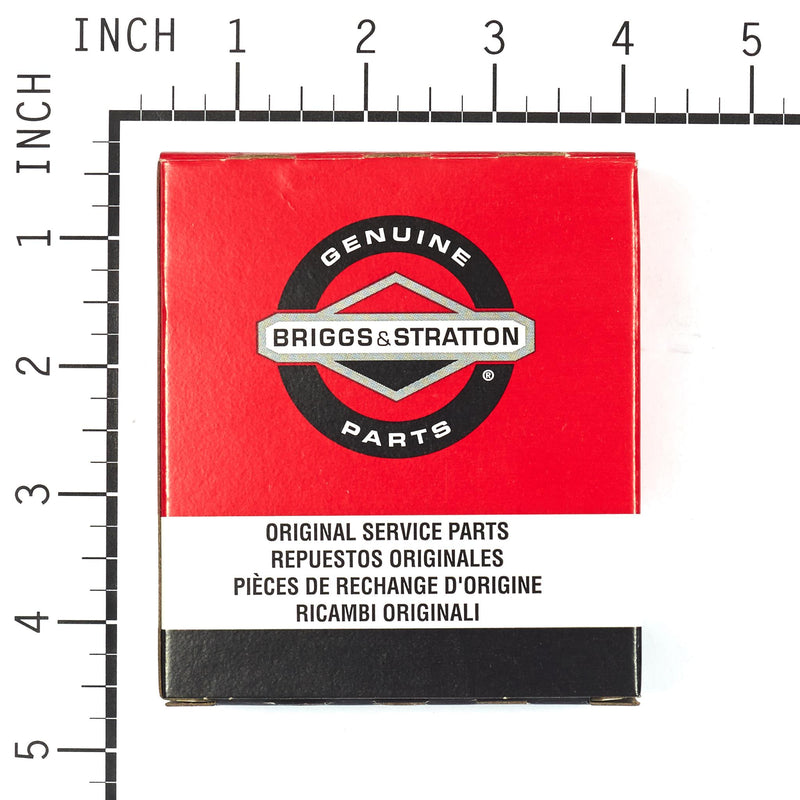 INCH 1 2 3 4 5
INCH
1
2
3
4
5
GENUINE
BRIGGS & STRATTON
®
PARTS
ORIGINAL SERVICE PARTS
REPUESTOS ORIGINALES
PIÈCES DE RECHANGE D'ORIGINE
RICAMBI ORIGINALI